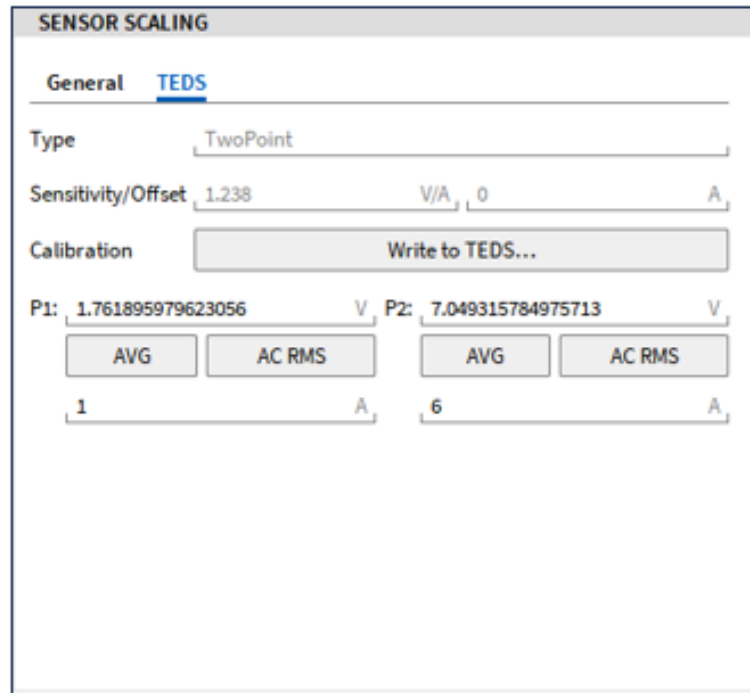 SENSOR SCALING
General TEDS
Type TwoPoint
Sensitivity/Offset 1.238 V/A 0 A
Calibration Write to TEDS...
P1: 1.761895979623056 V P2: 7.049315784975713 V
AVG AC RMS AVG AC RMS
1 A 6 A